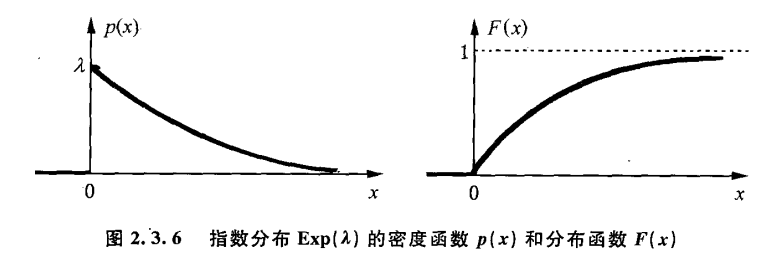 p(x)
λ
0
x
F(x)
1
0
x
图 2.3.6 指数分布 Exp(λ) 的密度函数 p(x) 和分布函数 F(x)